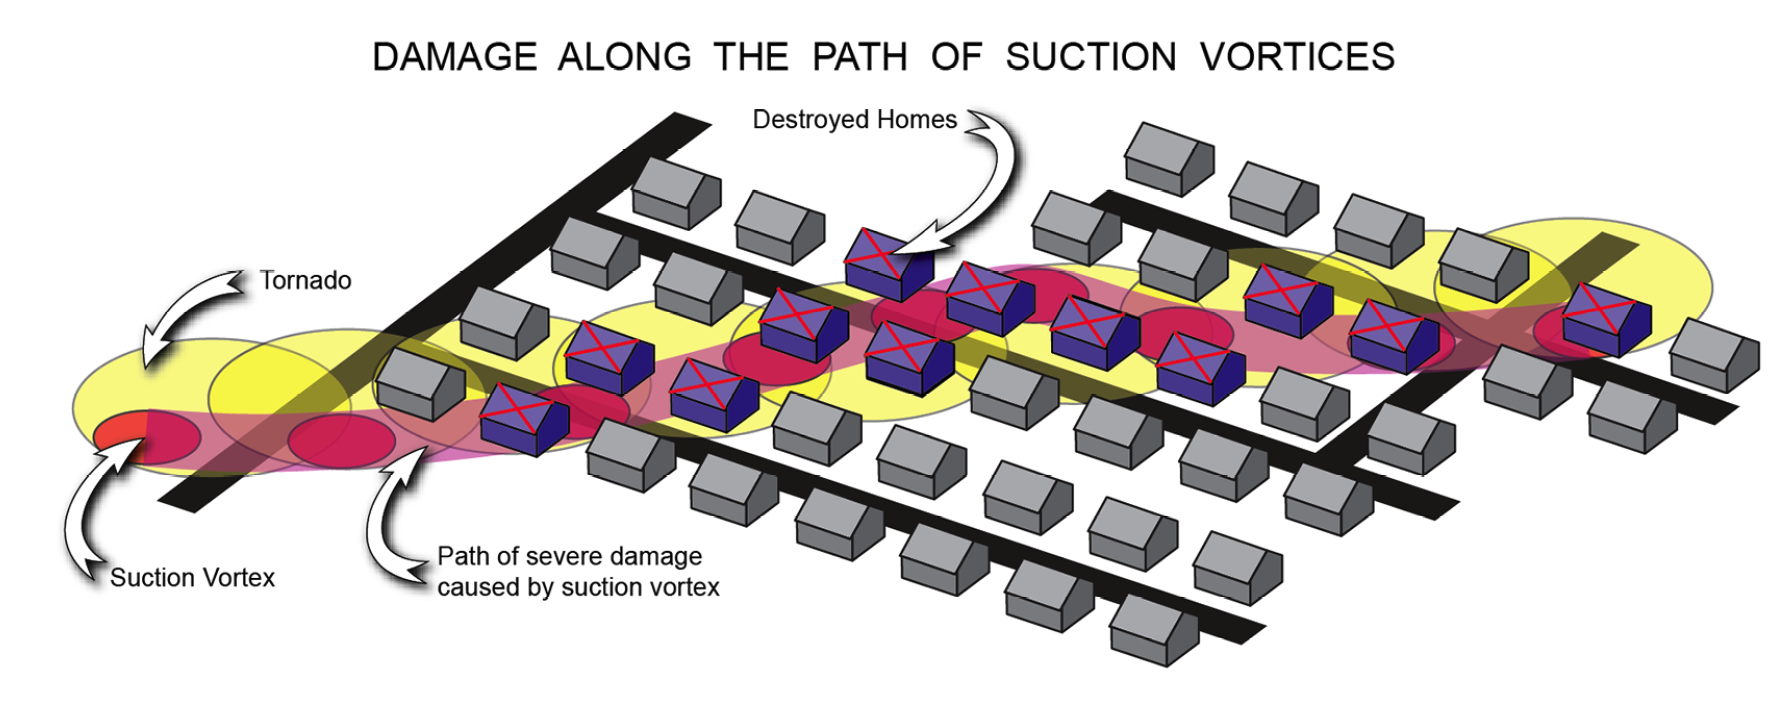 DAMAGE ALONG THE PATH OF SUCTION VORTICES
Destroyed Homes
Tornado
Suction Vortex
Path of severe damage
caused by suction vortex